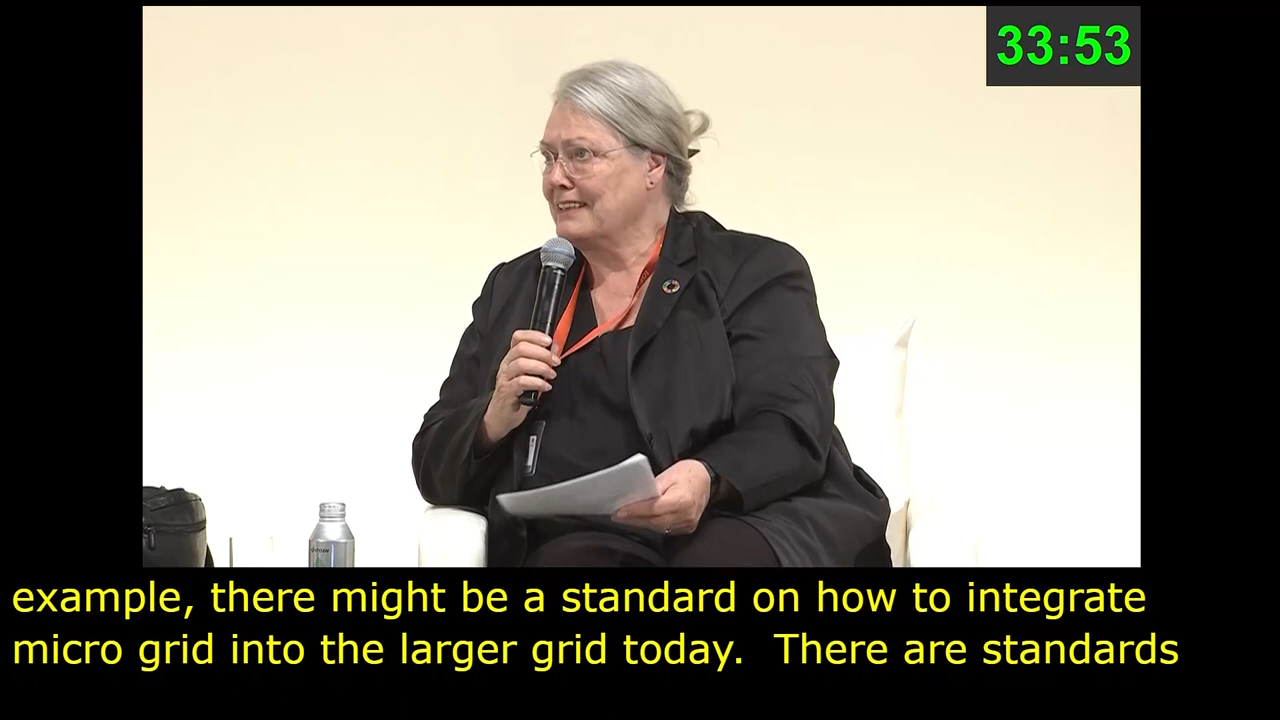 33:53
example, there might be a standard on how to integrate
micro grid into the larger grid today.  There are standards